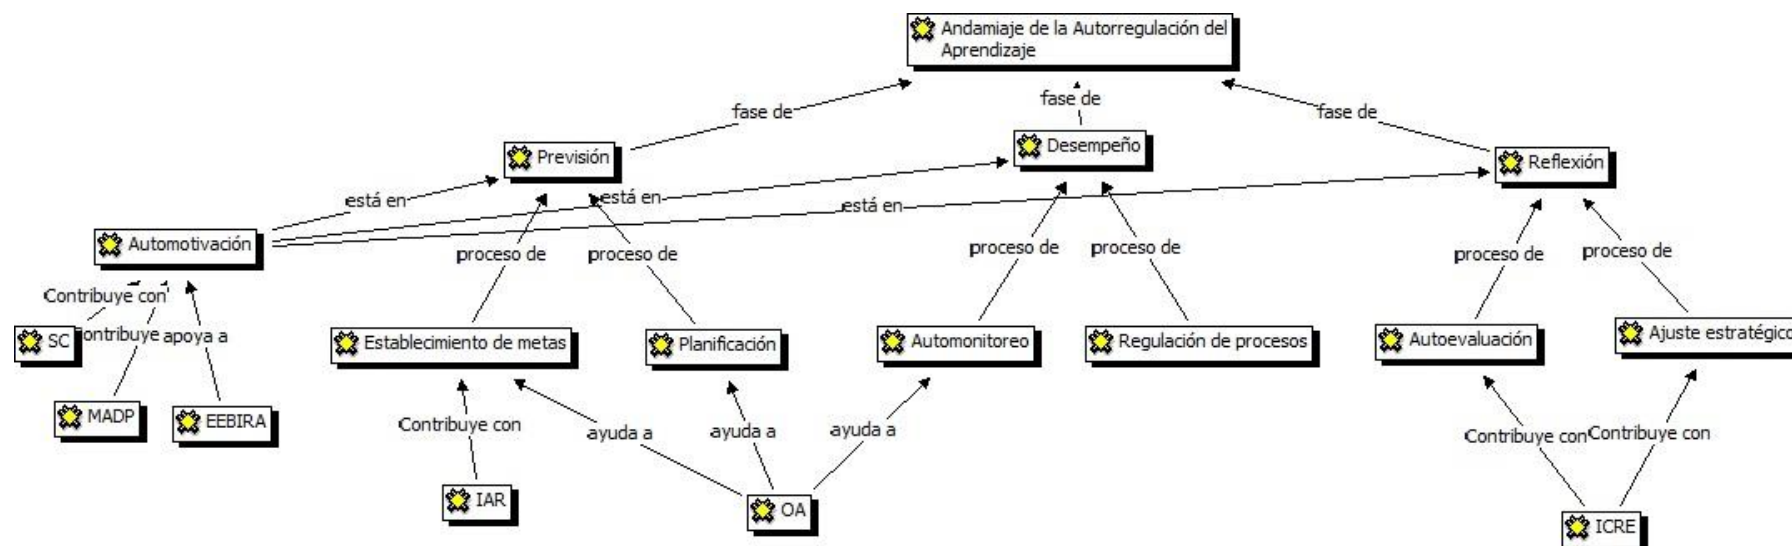 Andamiaje de la Autorregulación del
Aprendizaje
fase de
fase de
fase de
Previsión
Desempeño
Reflexión
está en
está en
está en
Automotivación
proceso de
proceso de
proceso de
proceso de
proceso de
proceso de
Contribuye con
SC
Contribuye
apoya a
Establecimiento de metas
Planificación
Automonitoreo
Regulación de procesos
Autoevaluación
Ajuste estratégico
MADP
EEBIRA
Contribuye con
ayuda a
ayuda a
ayuda a
Contribuye con
Contribuye con
IAR
OA
ICRE